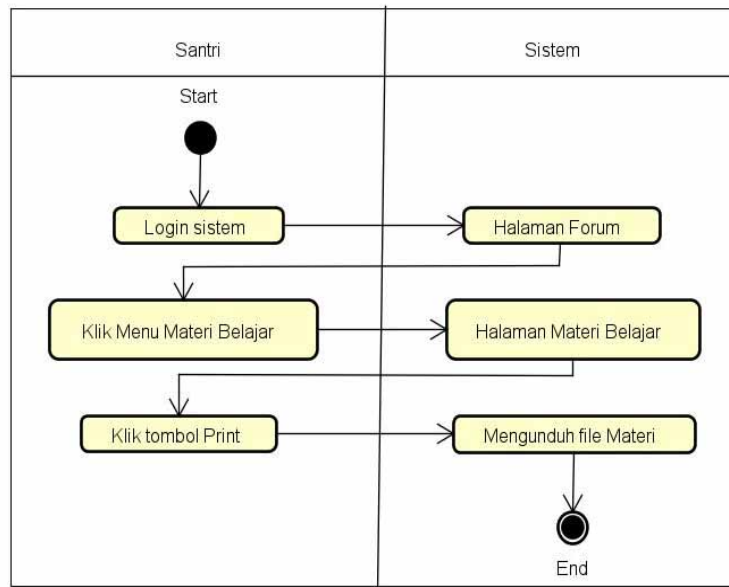 Santri
Sistem
Start
Login sistem
Halaman Forum
Klik Menu Materi Belajar
Halaman Materi Belajar
Klik tombol Print
Mengunduh file Materi
End